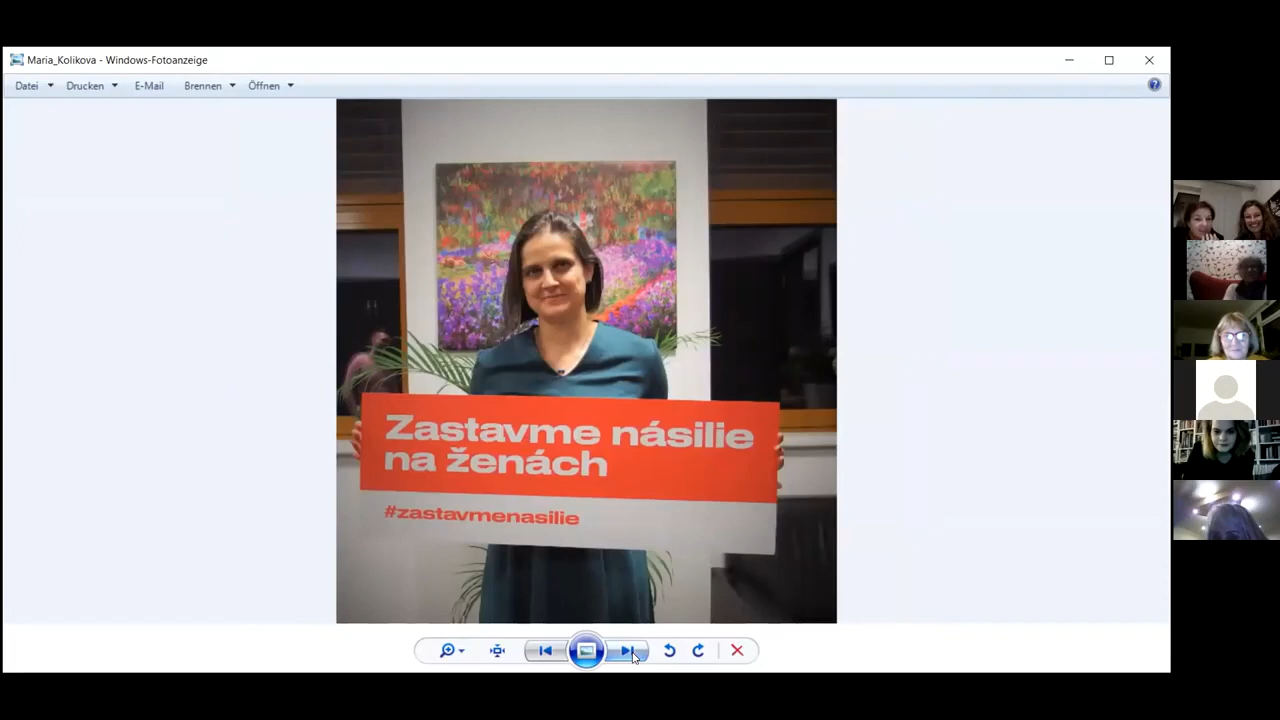 Maria_Kolikova - Windows-Fotoanzeige
Datei Drucken E-Mail Brennen Öffnen
Zastavme násilie
na ženách
#zastavmenasilie